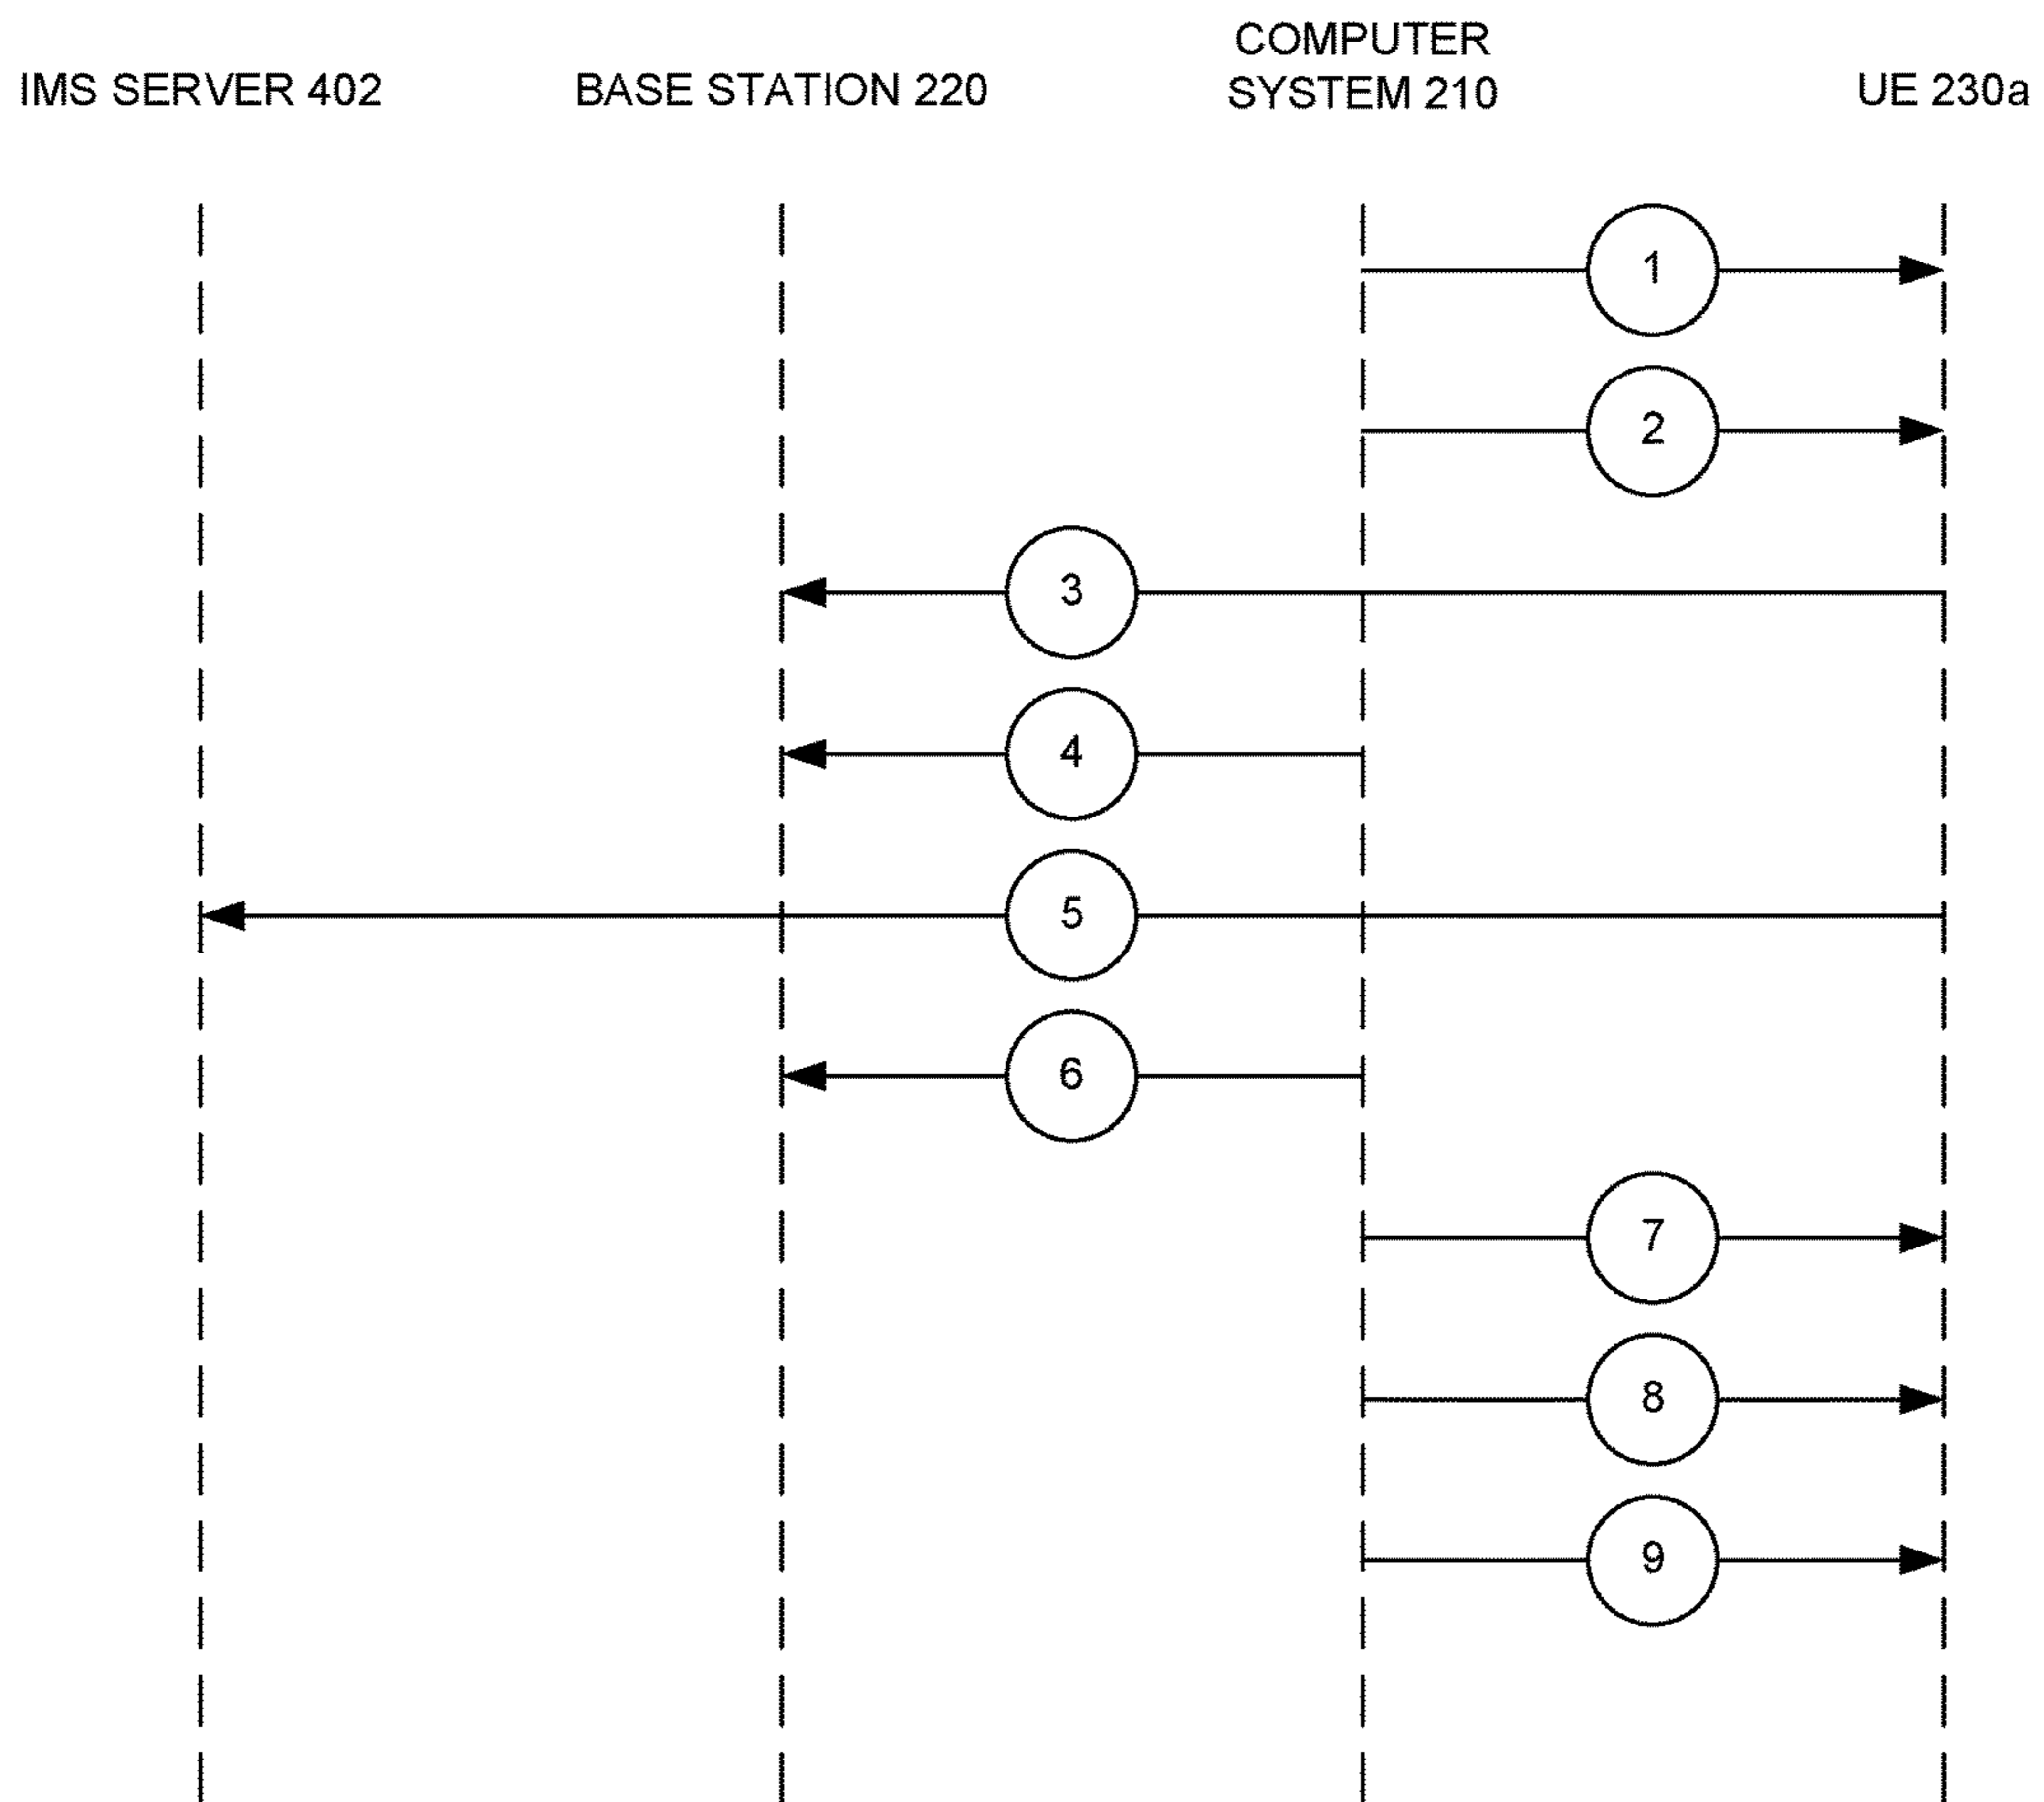 IMS SERVER 402
BASE STATION 220
COMPUTER
SYSTEM 210
UE 230a
1
2
3
4
5
6
7
8
9